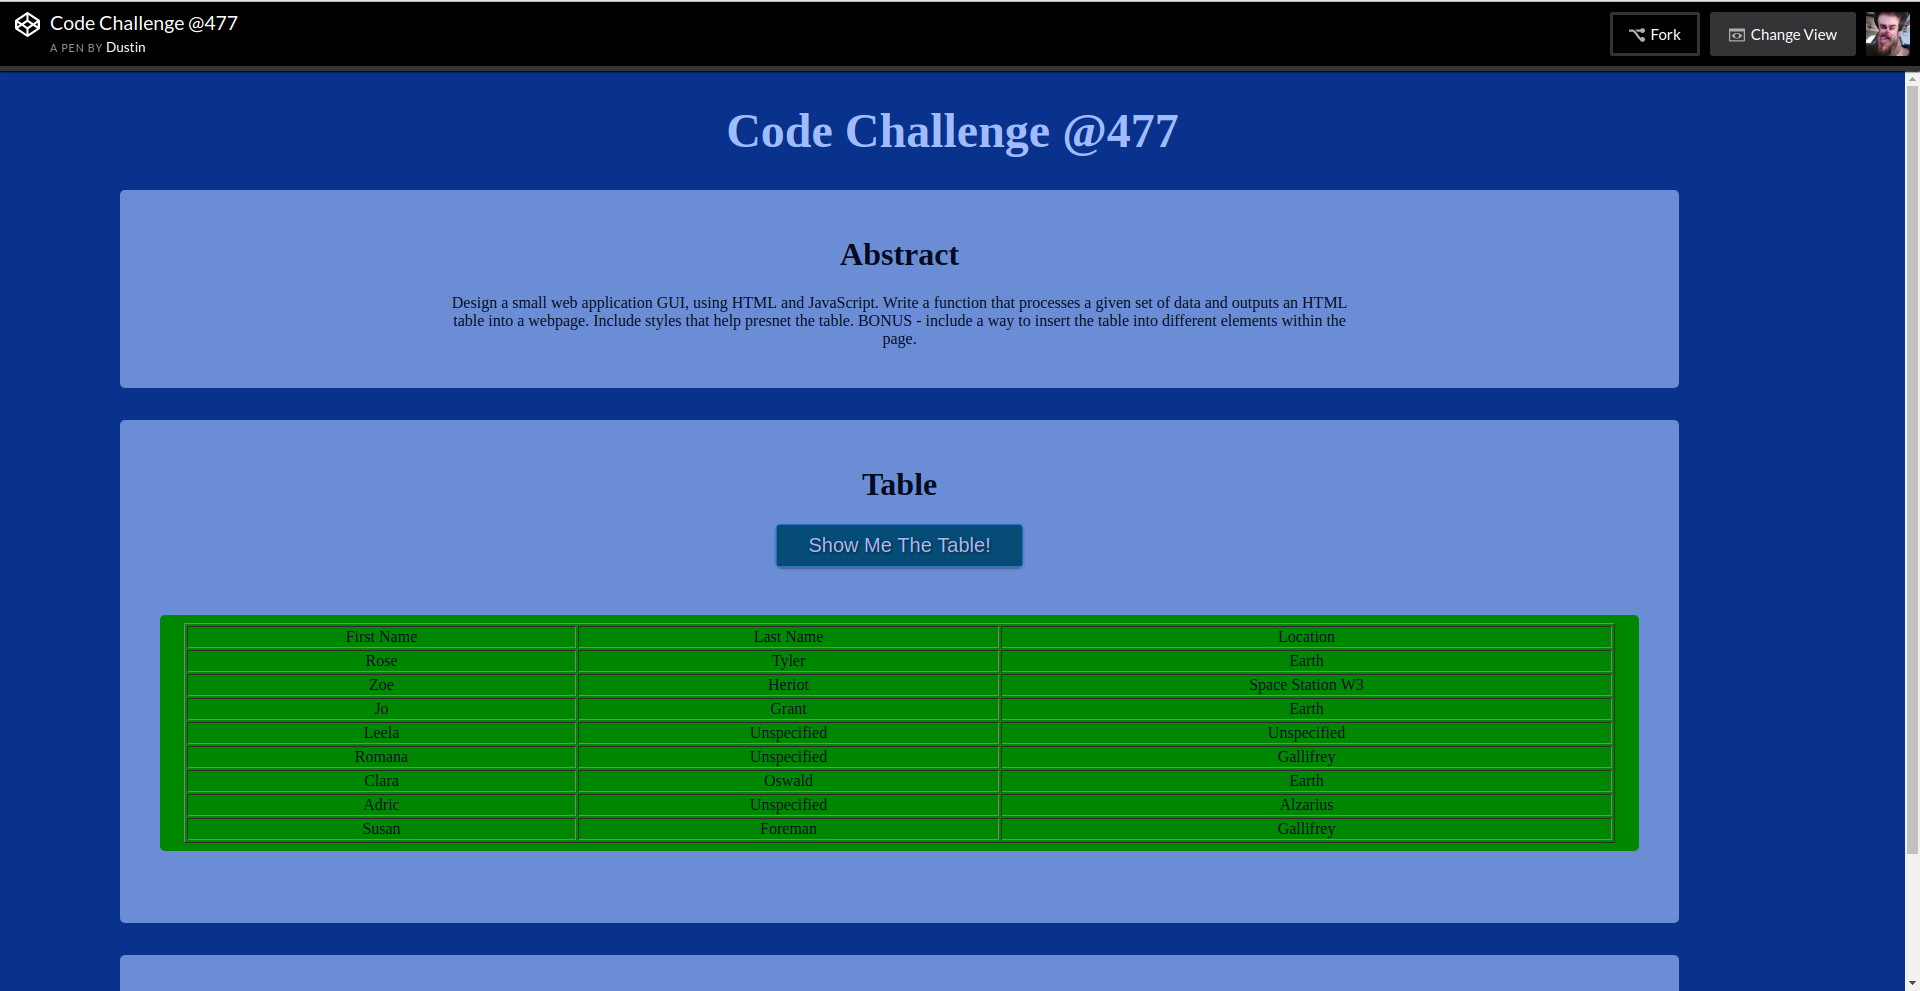 Code Challenge @477
A PEN BY Dustin
Fork
Change View
Code Challenge @477
Abstract
Design a small web application GUI, using HTML and JavaScript. Write a function that processes a given set of data and outputs an HTML
table into a webpage. Include styles that help presnet the table. BONUS - include a way to insert the table into different elements within the
page.
Table
Show Me The Table!
First Name Last Name Location
Rose Tyler Earth
Zoe Heriot Space Station W3
Jo Grant Earth
Leela Unspecified Unspecified
Romana Unspecified Gallifrey
Clara Oswald Earth
Adric Unspecified Alzarius
Susan Foreman Gallifrey